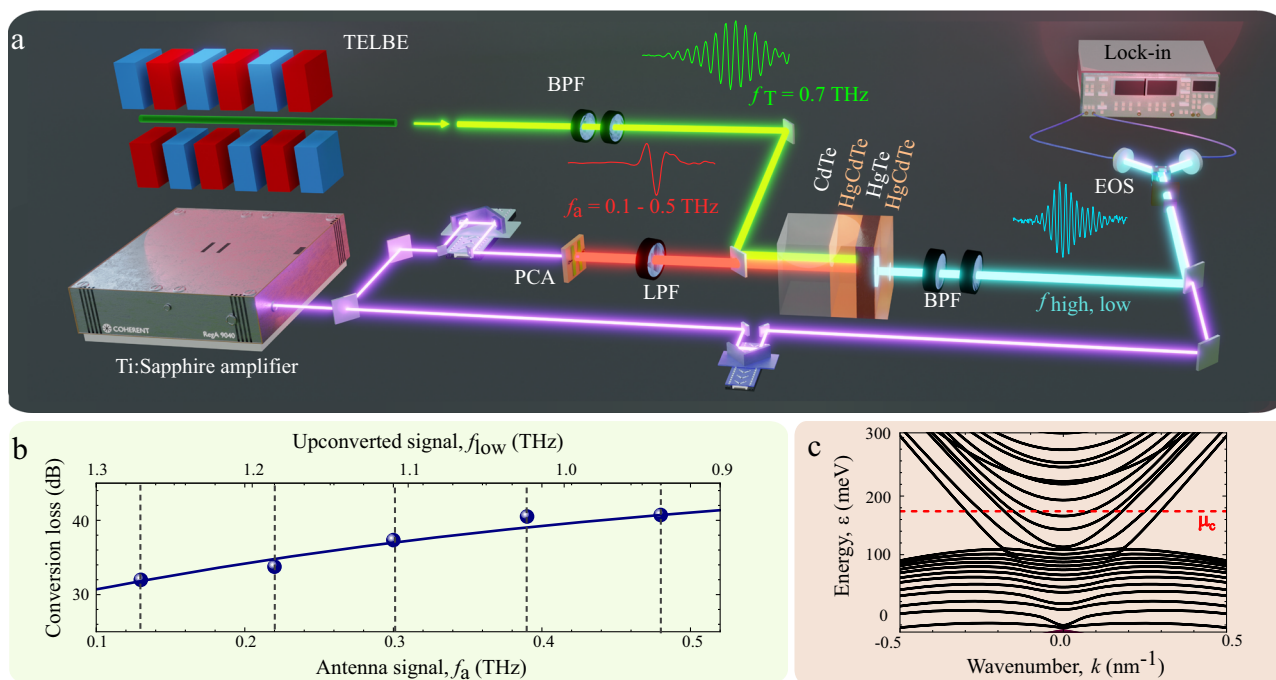 a
TELBE
BPF
f_T = 0.7 THz
Lock-in
f_a = 0.1 - 0.5 THz
CdTe
HgCdTe
HgTe
HgCdTe
EOS
PCA
LPF
BPF
f_high, low
COHERENT
RegA 9040
Ti:Sapphire amplifier
b
Upconverted signal, f_low (THz)
1.3 1.2 1.1 1.0 0.9
Conversion loss (dB)
40
32
0.1 0.2 0.3 0.4 0.5
Antenna signal, f_a (THz)
c
300
200
100
0
Energy, ε (meV)
μ_c
-0.5 0.0 0.5
Wavenumber, k (nm⁻¹)